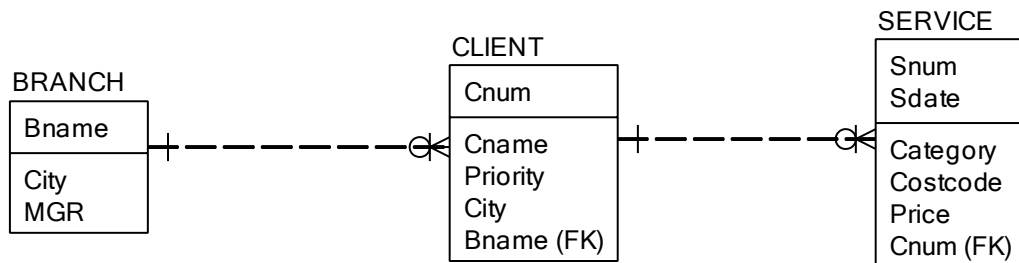 BRANCH
Bname
City
MGR
CLIENT
Cnum
Cname
Priority
City
Bname (FK)
SERVICE
Snum
Sdate
Category
Costcode
Price
Cnum (FK)